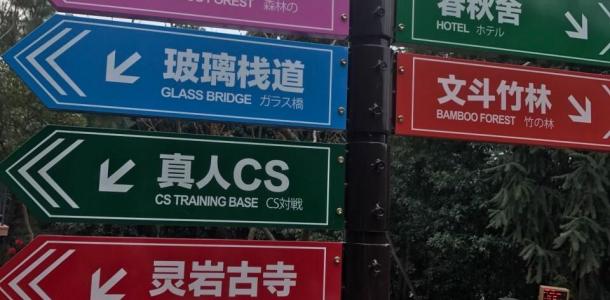 FOREST 森林の
玻璃栈道
GLASS BRIDGE ガラス橋
真人CS
CS TRAINING BASE CS対戦
灵岩古寺
春秋舍
HOTEL ホテル
文斗竹林
BAMBOO FOREST 竹の林